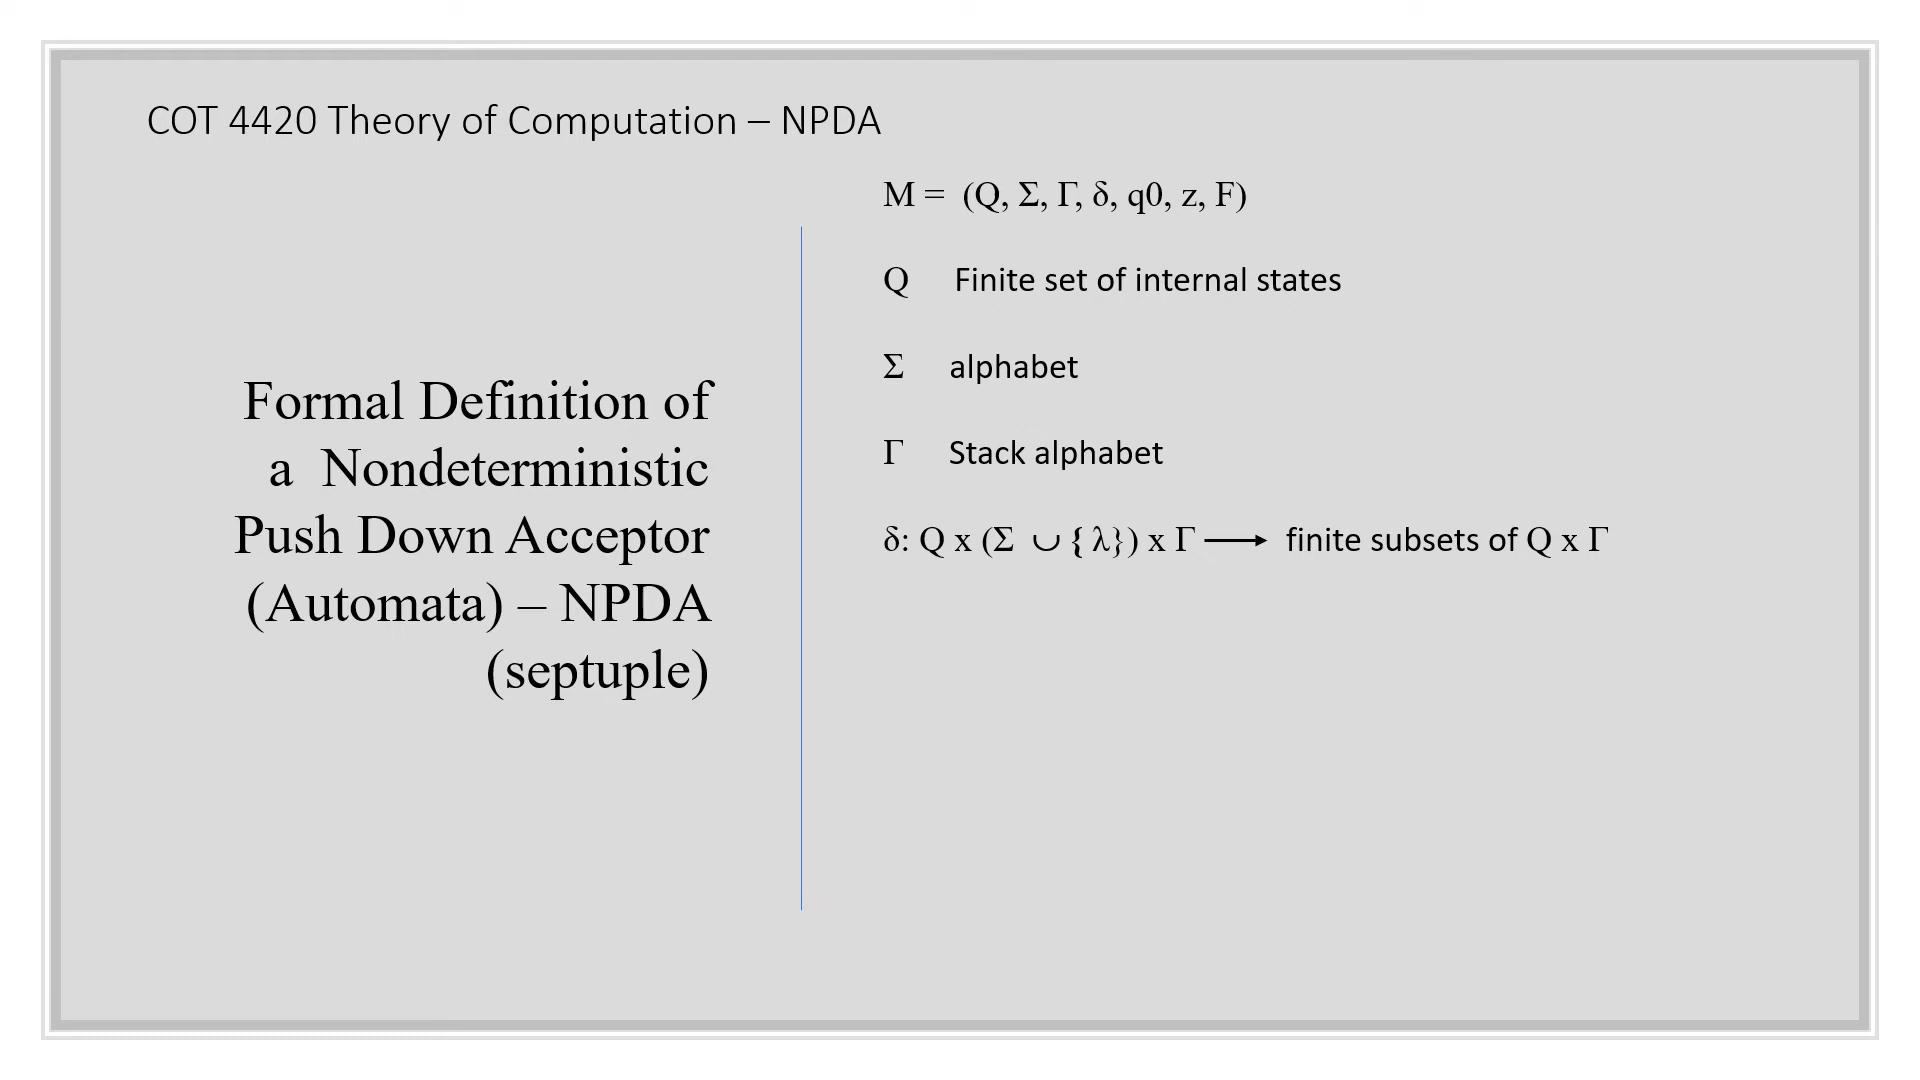 COT 4420 Theory of Computation – NPDA
Formal Definition of
a Nondeterministic
Push Down Acceptor
(Automata) – NPDA
(septuple)
M = (Q, Σ, Γ, δ, q0, z, F)
Q Finite set of internal states
Σ alphabet
Γ Stack alphabet
δ: Q x (Σ ∪ { λ}) x Γ ⟶ finite subsets of Q x Γ